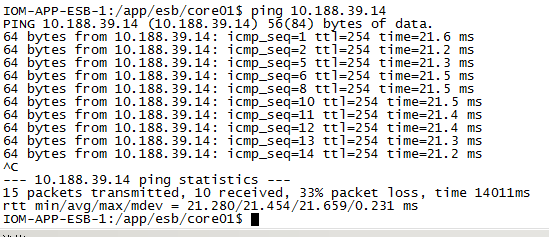 IOM-APP-ESB-1:/app/esb/core01$ ping 10.188.39.14
PING 10.188.39.14 (10.188.39.14) 56(84) bytes of data.
64 bytes from 10.188.39.14: icmp_seq=1 ttl=254 time=21.6 ms
64 bytes from 10.188.39.14: icmp_seq=2 ttl=254 time=21.2 ms
64 bytes from 10.188.39.14: icmp_seq=5 ttl=254 time=21.3 ms
64 bytes from 10.188.39.14: icmp_seq=6 ttl=254 time=21.5 ms
64 bytes from 10.188.39.14: icmp_seq=8 ttl=254 time=21.5 ms
64 bytes from 10.188.39.14: icmp_seq=10 ttl=254 time=21.5 ms
64 bytes from 10.188.39.14: icmp_seq=11 ttl=254 time=21.4 ms
64 bytes from 10.188.39.14: icmp_seq=12 ttl=254 time=21.4 ms
64 bytes from 10.188.39.14: icmp_seq=13 ttl=254 time=21.3 ms
64 bytes from 10.188.39.14: icmp_seq=14 ttl=254 time=21.2 ms
^C
--- 10.188.39.14 ping statistics ---
15 packets transmitted, 10 received, 33% packet loss, time 14011ms
rtt min/avg/max/mdev = 21.280/21.454/21.659/0.231 ms
IOM-APP-ESB-1:/app/esb/core01$